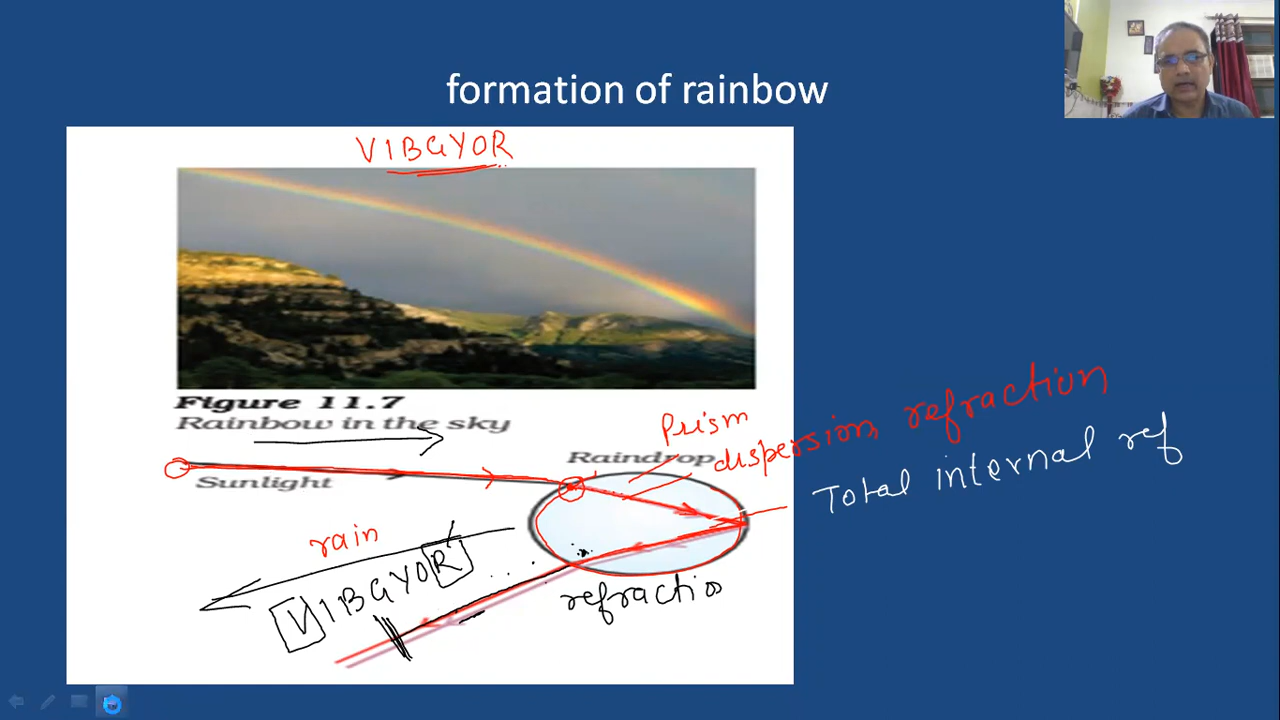 formation of rainbow
VIBGYOR
Figure 11.7
Rainbow in the sky
Prism
dispersion, refraction
Raindrop
Sunlight
Total internal ref
rain
VIBGYOR
refractio